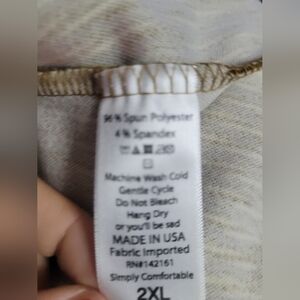 96% Spun Polyester
4% Spandex
Machine Wash Cold
Gentle Cycle
Do Not Bleach
Hang Dry
or you'll be sad
MADE IN USA
Fabric Imported
RN#142161
Simply Comfortable
2XL